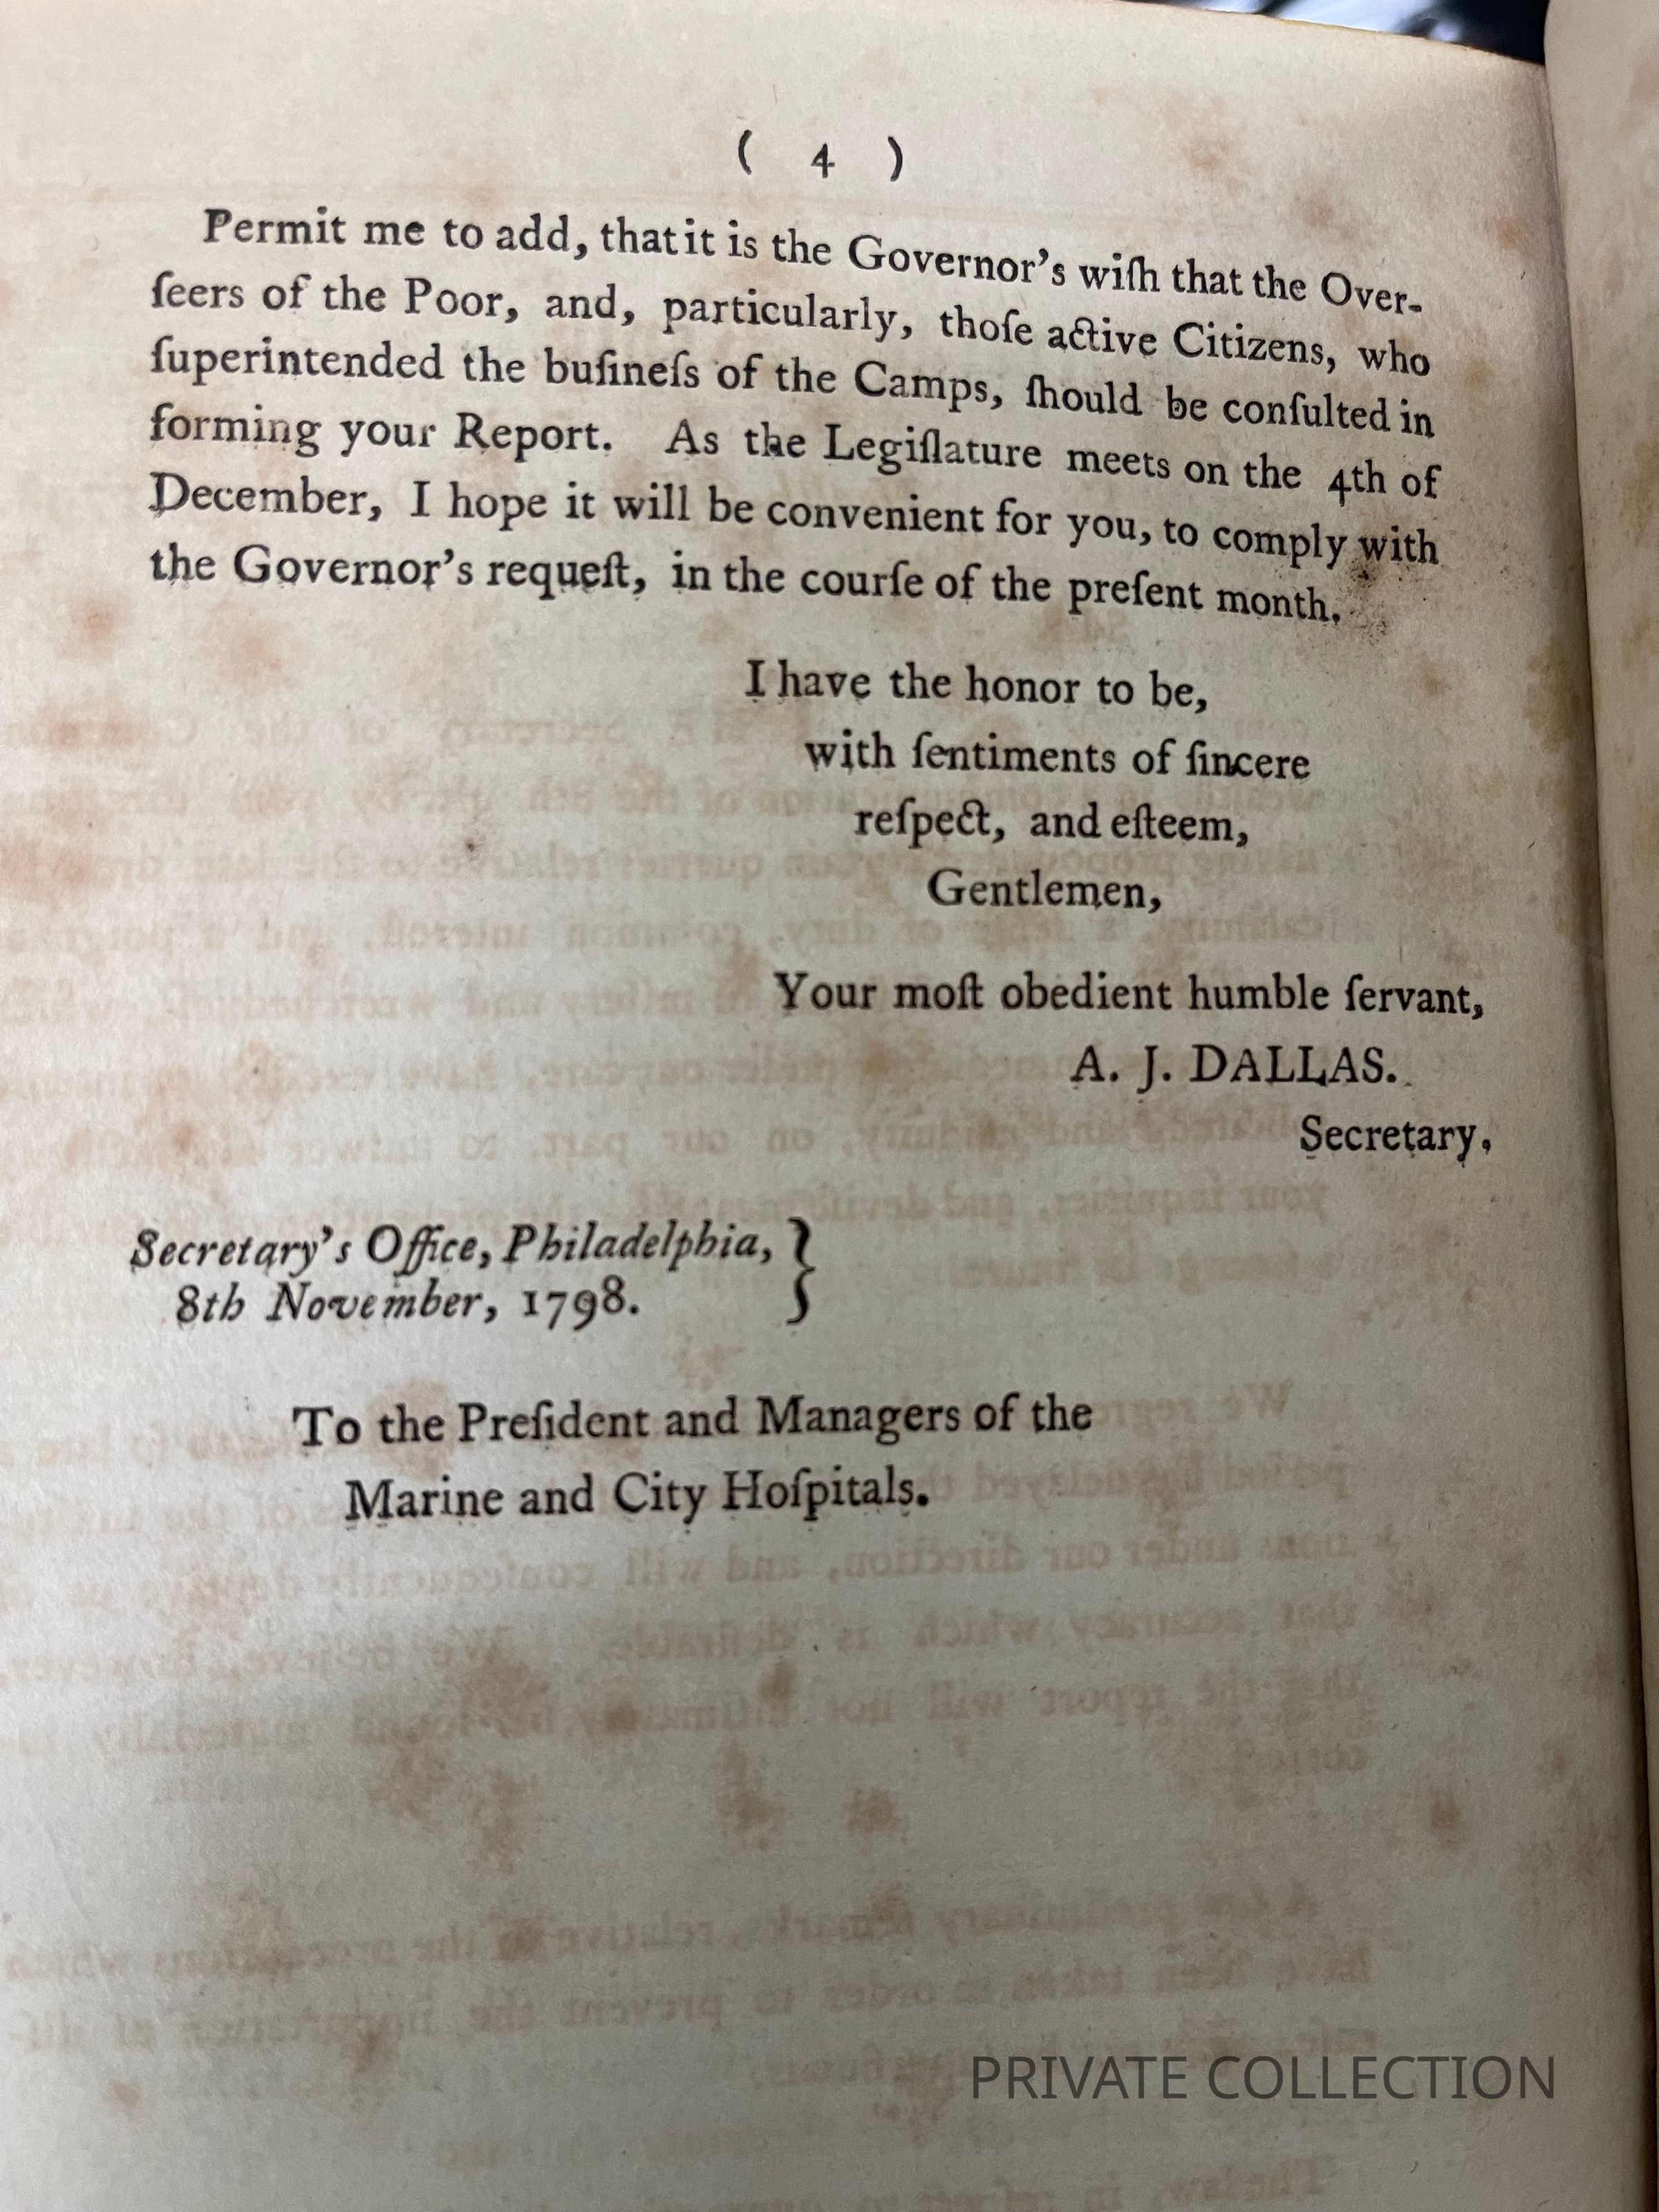 ( 4 )
Permit me to add, that it is the Governor's wiſh that the Over-
ſeers of the Poor, and, particularly, thoſe active Citizens, who
ſuperintended the buſineſs of the Camps, ſhould be conſulted in
forming your Report. As the Legiſlature meets on the 4th of
December, I hope it will be convenient for you, to comply with
the Governor's requeſt, in the courſe of the preſent month.
I have the honor to be,
with ſentiments of ſincere
reſpect, and eſteem,
Gentlemen,
Your moſt obedient humble ſervant,
A. J. DALLAS.
Secretary.
Secretary's Office, Philadelphia, }
8th November, 1798.
To the Preſident and Managers of the
Marine and City Hoſpitals.
PRIVATE COLLECTION